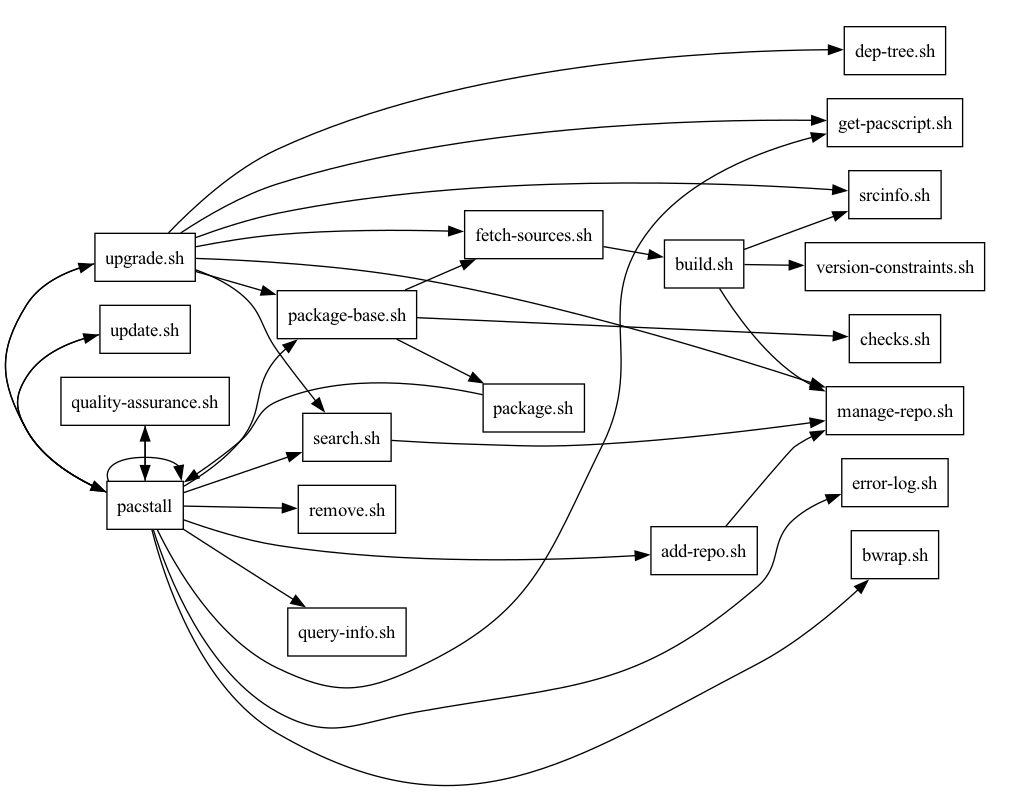 dep-tree.sh
get-pacscript.sh
srcinfo.sh
upgrade.sh
fetch-sources.sh
build.sh
version-constraints.sh
package-base.sh
update.sh
checks.sh
quality-assurance.sh
package.sh
manage-repo.sh
search.sh
error-log.sh
pacstall
remove.sh
add-repo.sh
bwrap.sh
query-info.sh